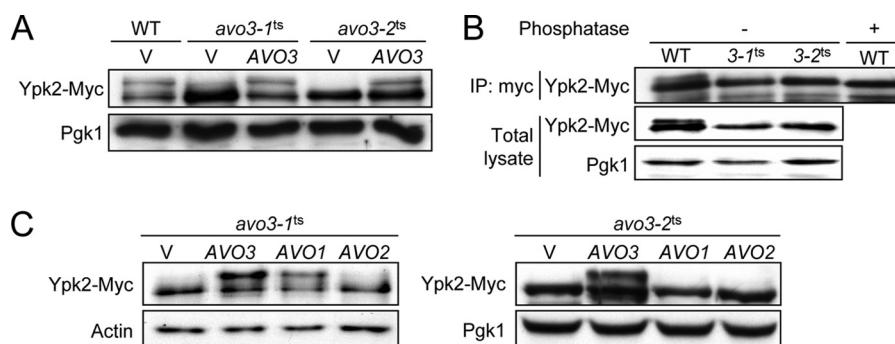 A
WT avo3-1ts avo3-2ts
V V AVO3 V AVO3
Ypk2-Myc
Pgk1
B
Phosphatase - +
WT 3-1ts 3-2ts WT
IP: myc Ypk2-Myc
Total lysate Ypk2-Myc
Pgk1
C
avo3-1ts
V AVO3 AVO1 AVO2
Ypk2-Myc
Actin
avo3-2ts
V AVO3 AVO1 AVO2
Ypk2-Myc
Pgk1